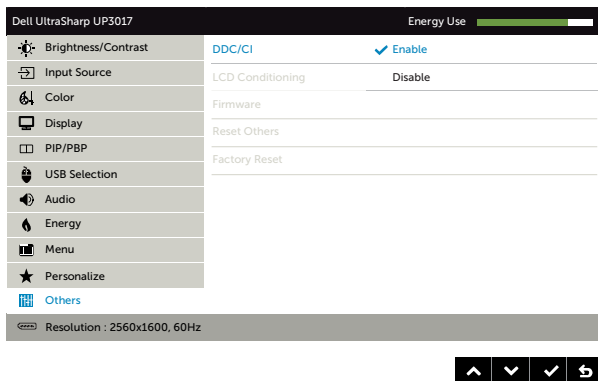 Dell UltraSharp UP3017
Energy Use
Brightness/Contrast
DDC/CI
Enable
Input Source
LCD Conditioning
Disable
Color
Firmware
Display
Reset Others
PIP/PBP
Factory Reset
USB Selection
Audio
Energy
Menu
Personalize
Others
Resolution : 2560x1600, 60Hz